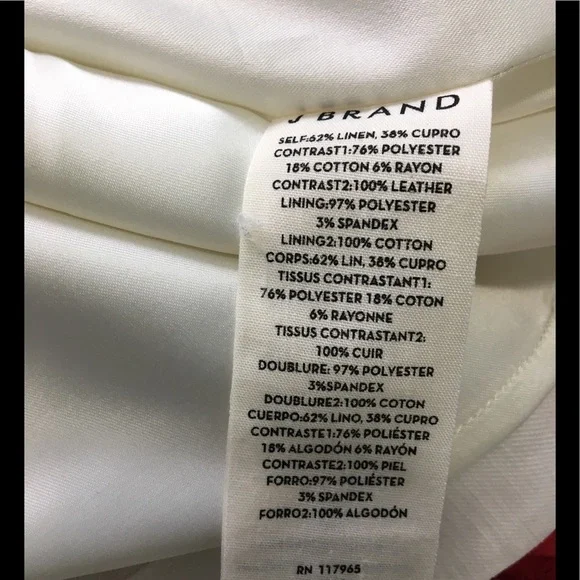 J BRAND
SELF:62% LINEN, 38% CUPRO
CONTRAST1:76% POLYESTER
18% COTTON 6% RAYON
CONTRAST2:100% LEATHER
LINING:97% POLYESTER
3% SPANDEX
LINING2:100% COTTON
CORPS:62% LIN, 38% CUPRO
TISSUS CONTRASTANT1:
76% POLYESTER 18% COTON
6% RAYONNE
TISSUS CONTRASTANT2:
100% CUIR
DOUBLURE: 97% POLYESTER
3%SPANDEX
DOUBLURE2:100% COTON
CUERPO:62% LINO, 38% CUPRO
CONTRASTE1:76% POLIÉSTER
18% ALGODÓN 6% RAYÓN
CONTRASTE2:100% PIEL
FORRO:97% POLIÉSTER
3% SPANDEX
FORRO2:100% ALGODÓN
RN 117965